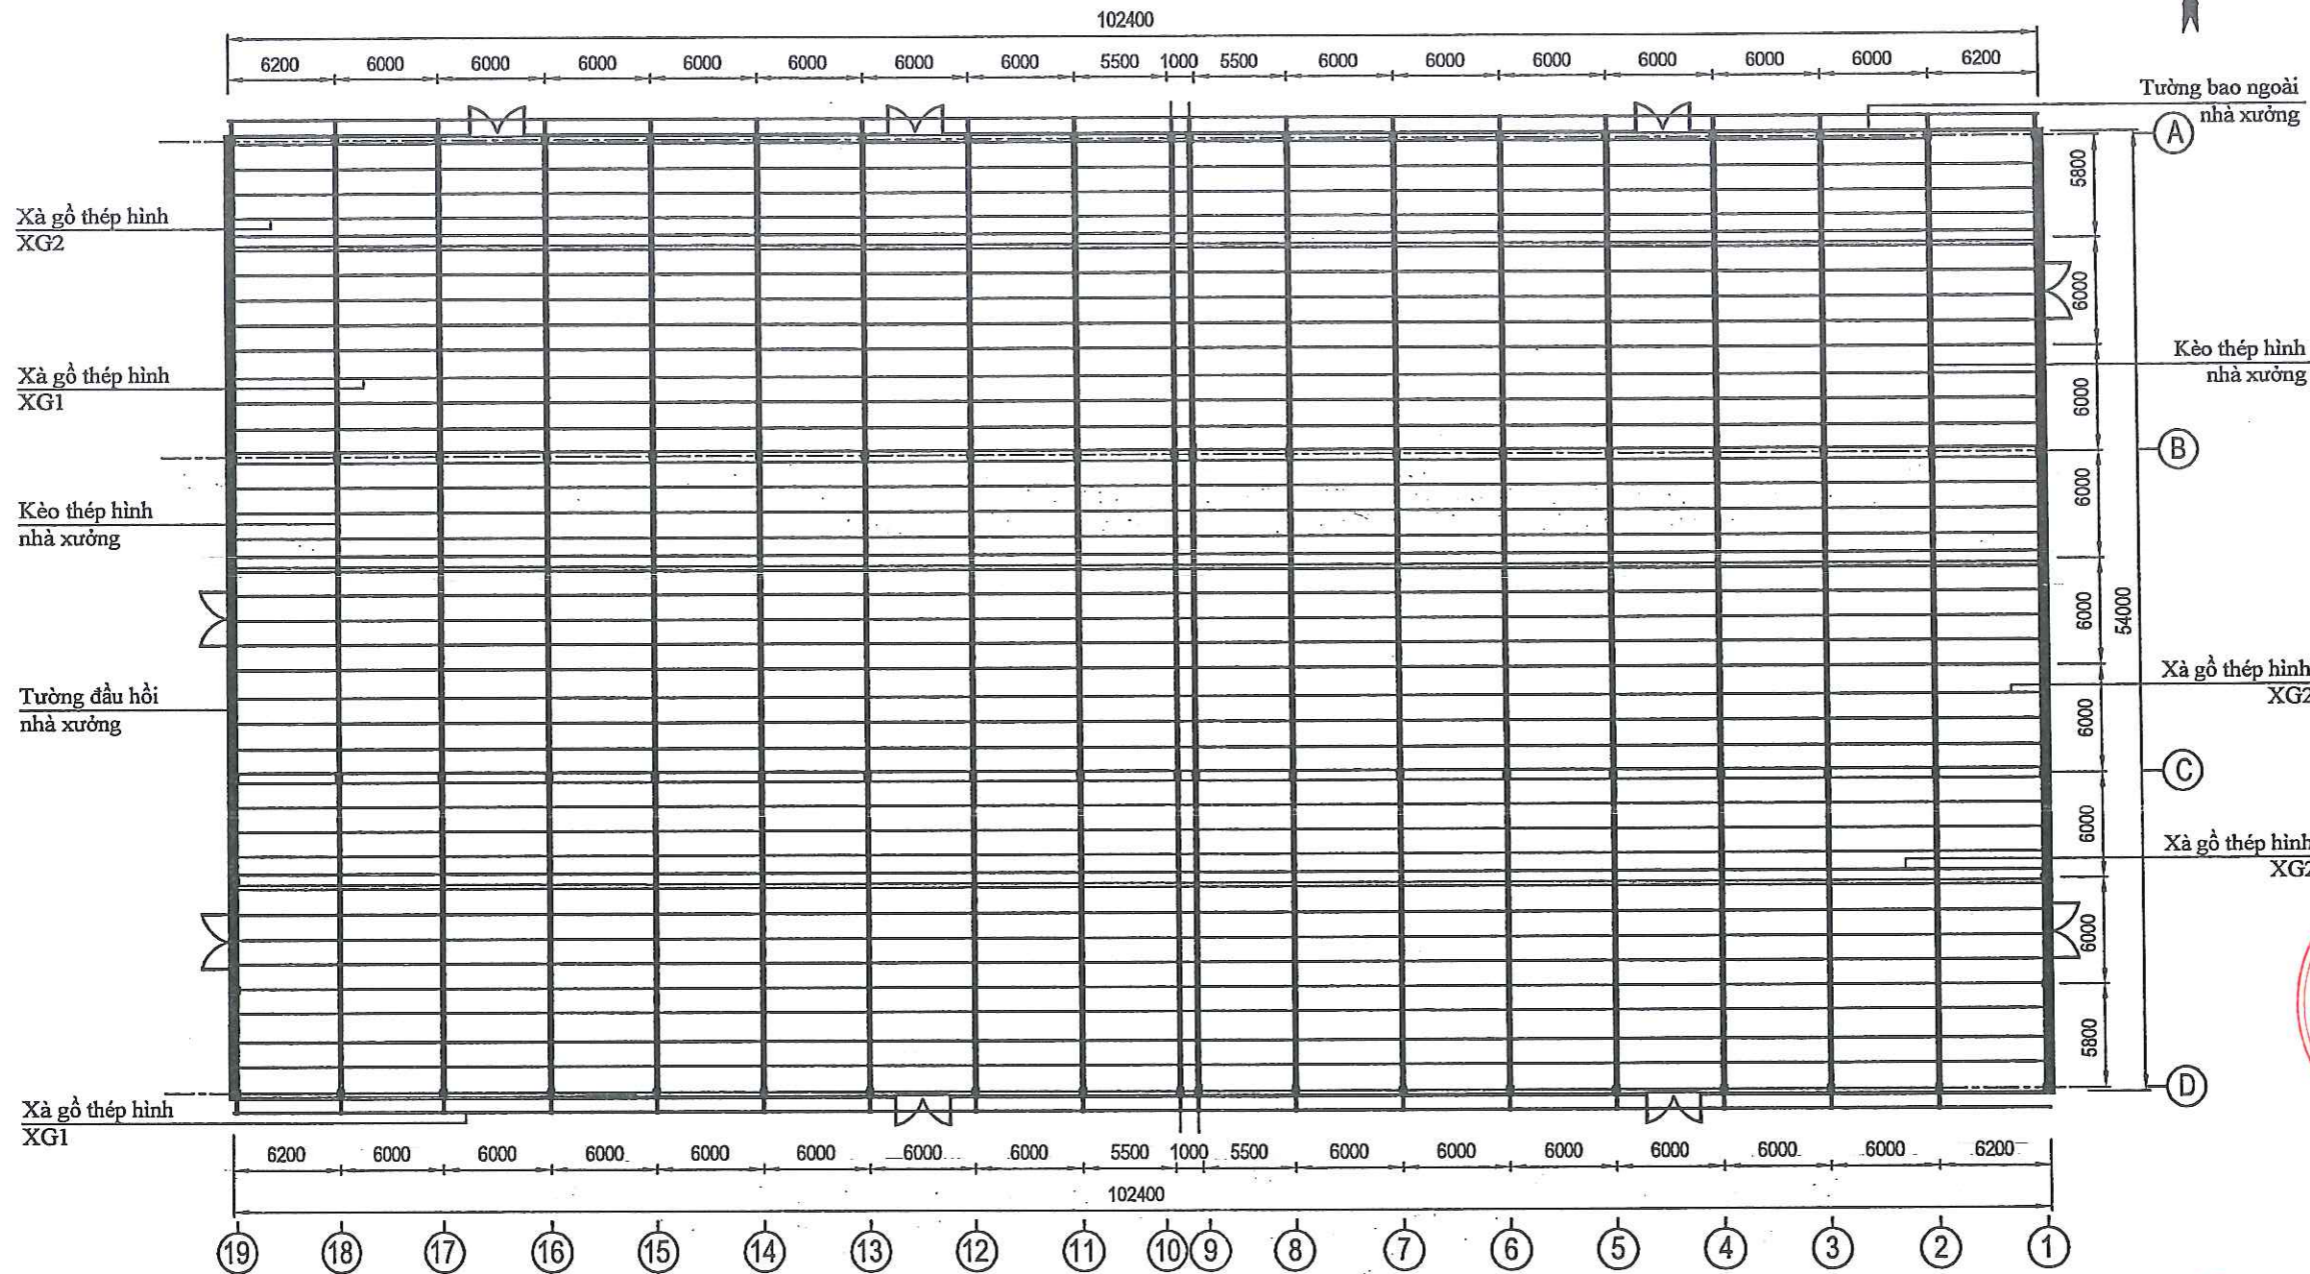 102400
6200 6000 6000 6000 6000 6000 6000 6000 5500 1000 5500 6000 6000 6000 6000 6000 6000 6200
Tường bao ngoài
nhà xưởng
A
5800
Xà gồ thép hình
XG2
6000
Kèo thép hình
nhà xưởng
Xà gồ thép hình
XG1
6000
B
6000
Kèo thép hình
nhà xưởng
6000
54000
Xà gồ thép hình
XG2
Tường đầu hồi
nhà xưởng
6000
C
6000
Xà gồ thép hình
XG2
6000
5800
D
Xà gồ thép hình
XG1
6200 6000 6000 6000 6000 6000 6000 6000 5500 1000 5500 6000 6000 6000 6000 6000 6000 6200
102400
19 18 17 16 15 14 13 12 11 10 9 8 7 6 5 4 3 2 1